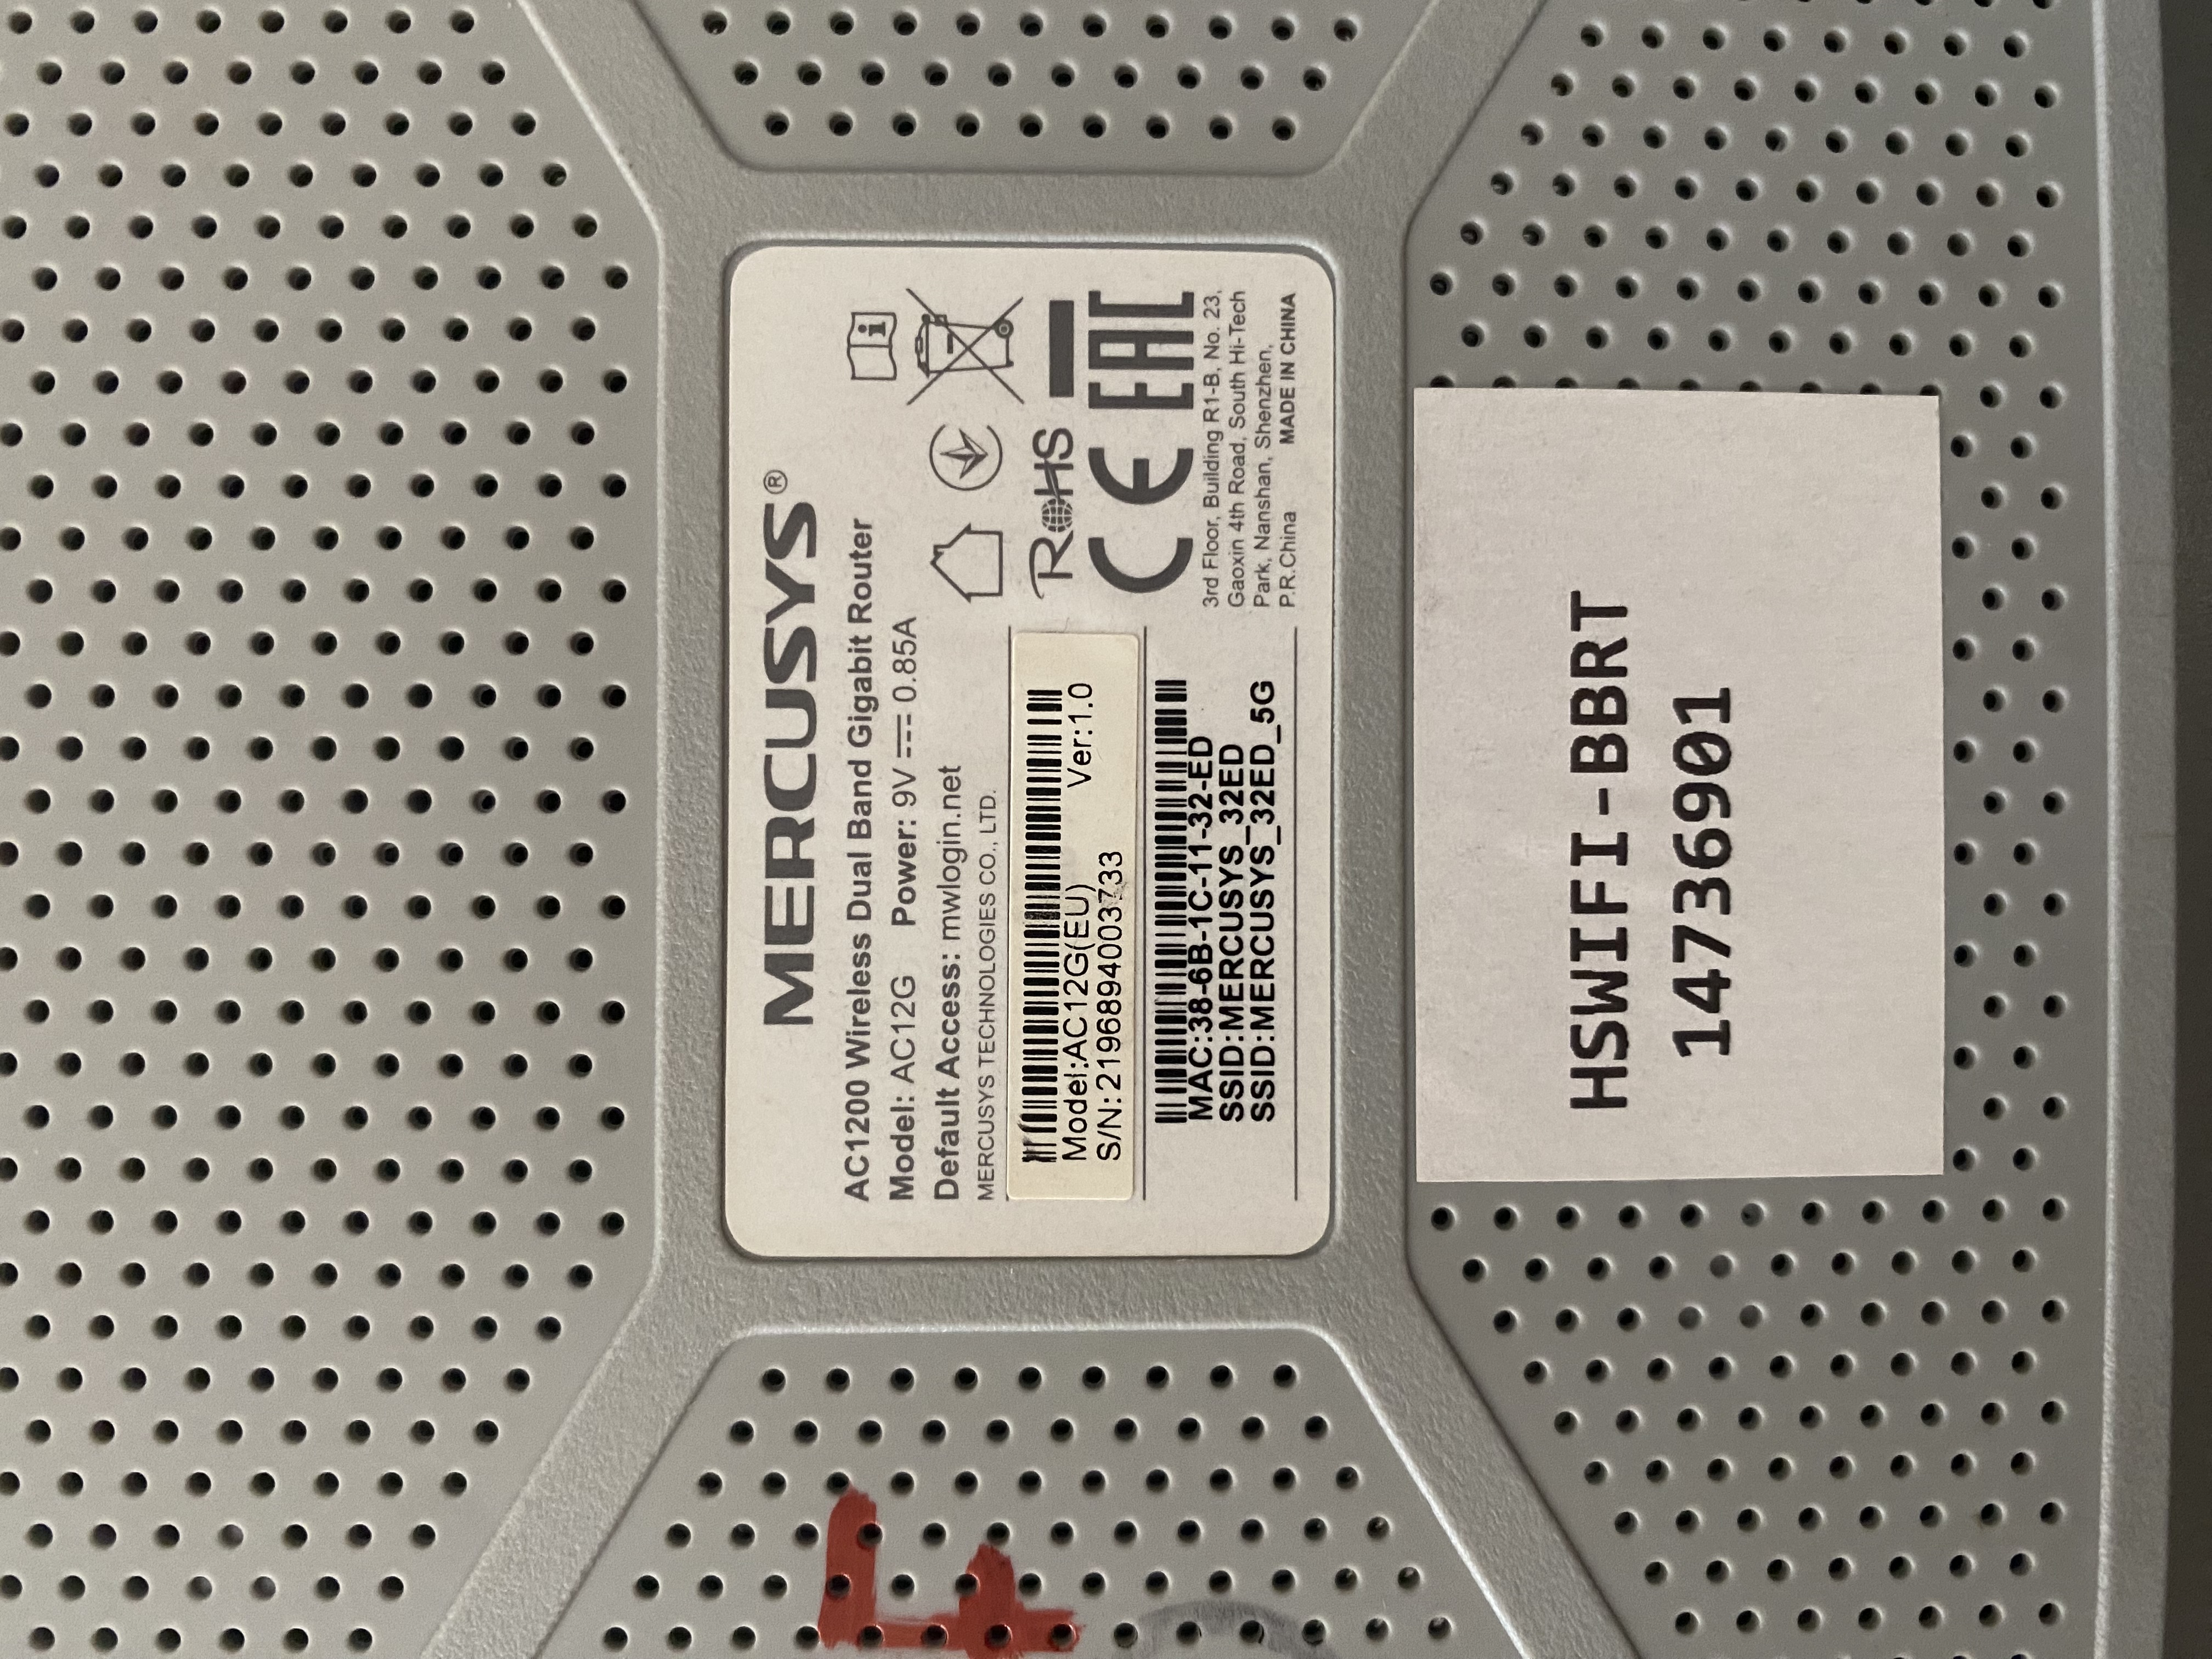 MERCUSYS®
AC1200 Wireless Dual Band Gigabit Router
Model: AC12G Power: 9V⎓0.85A
Default Access: mwlogin.net
MERCUSYS TECHNOLOGIES CO., LTD.
Model:AC12G(EU) Ver:1.0
S/N:2196894003733
MAC:38-6B-1C-11-32-ED
SSID:MERCUSYS_32ED
SSID:MERCUSYS_32ED_5G
RoHS
CE EAC
3rd Floor, Building R1-B, No. 23,
Gaoxin 4th Road, South Hi-Tech
Park, Nanshan, Shenzhen,
P.R.China MADE IN CHINA
HSWIFI-BBRT
14736901